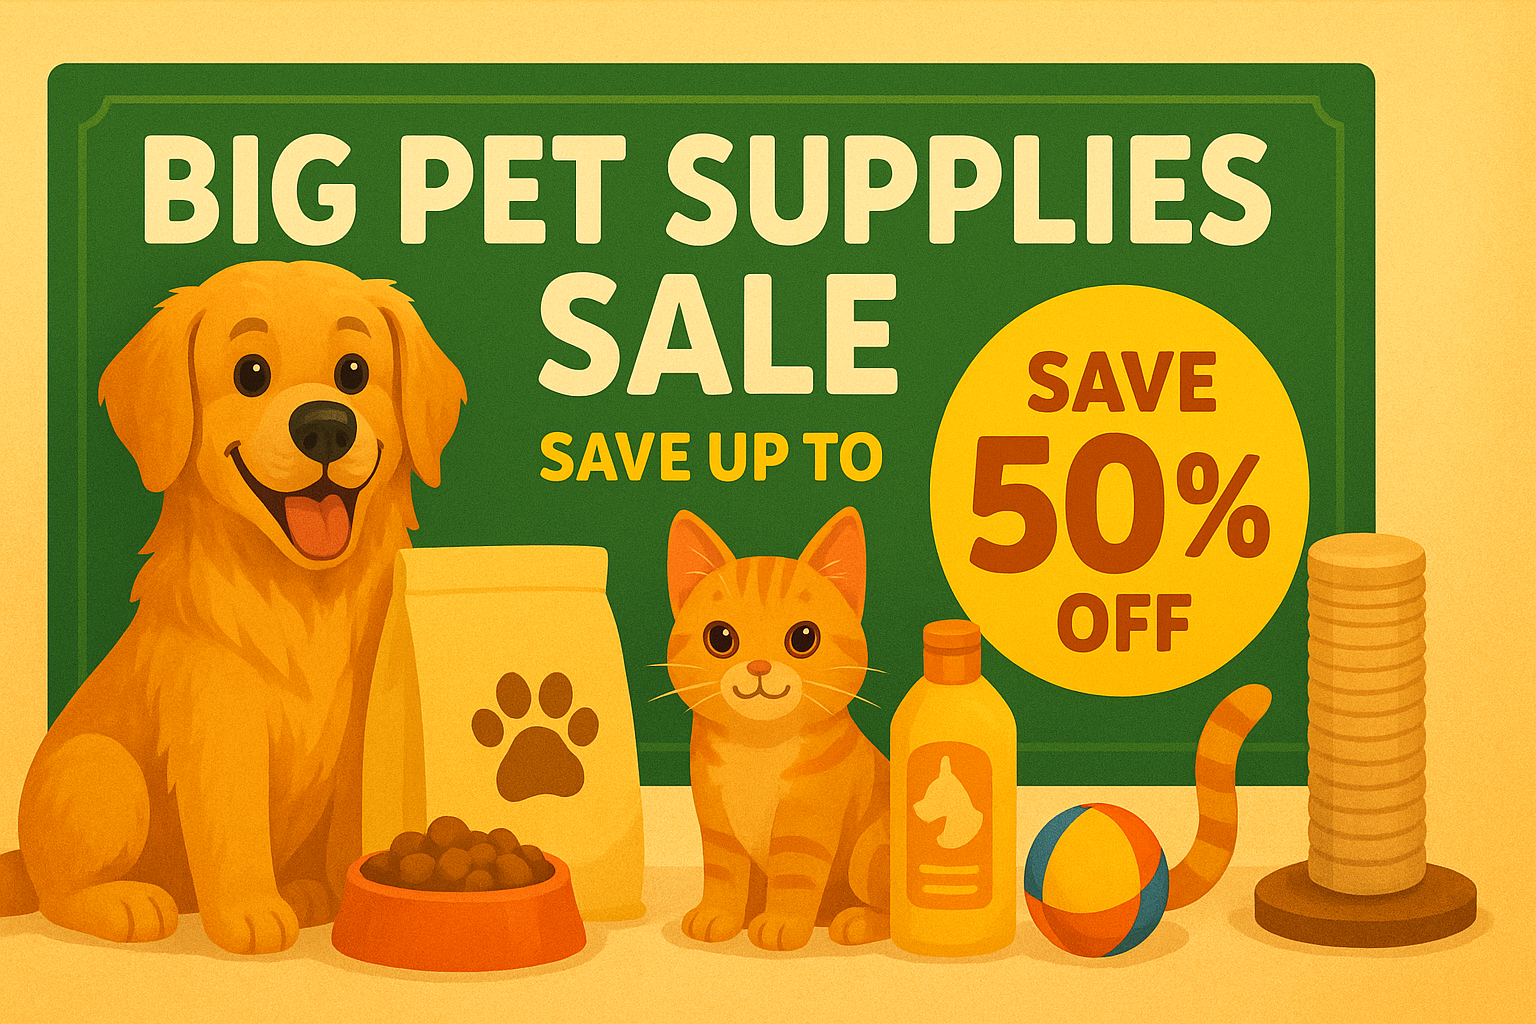 BIG PET SUPPLIES
SALE
SAVE UP TO
SAVE
50%
OFF